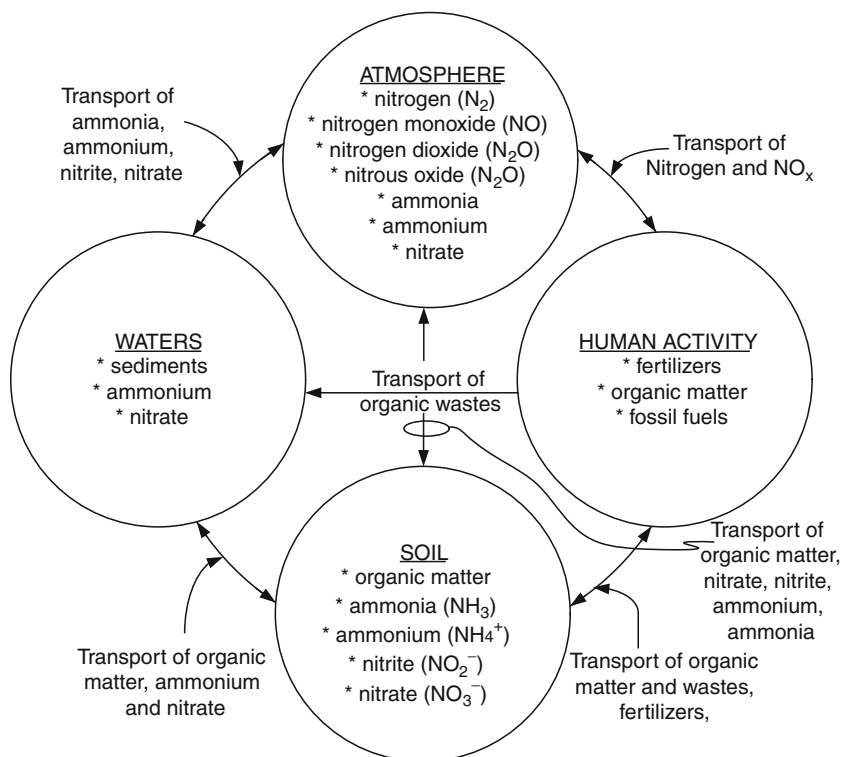 ATMOSPHERE
* nitrogen (N₂)
* nitrogen monoxide (NO)
* nitrogen dioxide (N₂O)
* nitrous oxide (N₂O)
* ammonia
* ammonium
* nitrate
Transport of
ammonia,
ammonium,
nitrite, nitrate
Transport of
Nitrogen and NOₓ
WATERS
* sediments
* ammonium
* nitrate
Transport of
organic wastes
HUMAN ACTIVITY
* fertilizers
* organic matter
* fossil fuels
SOIL
* organic matter
* ammonia (NH₃)
* ammonium (NH₄⁺)
* nitrite (NO₂⁻)
* nitrate (NO₃⁻)
Transport of
organic matter,
nitrate, nitrite,
ammonium,
ammonia
Transport of organic
matter, ammonium
and nitrate
Transport of organic
matter and wastes,
fertilizers,